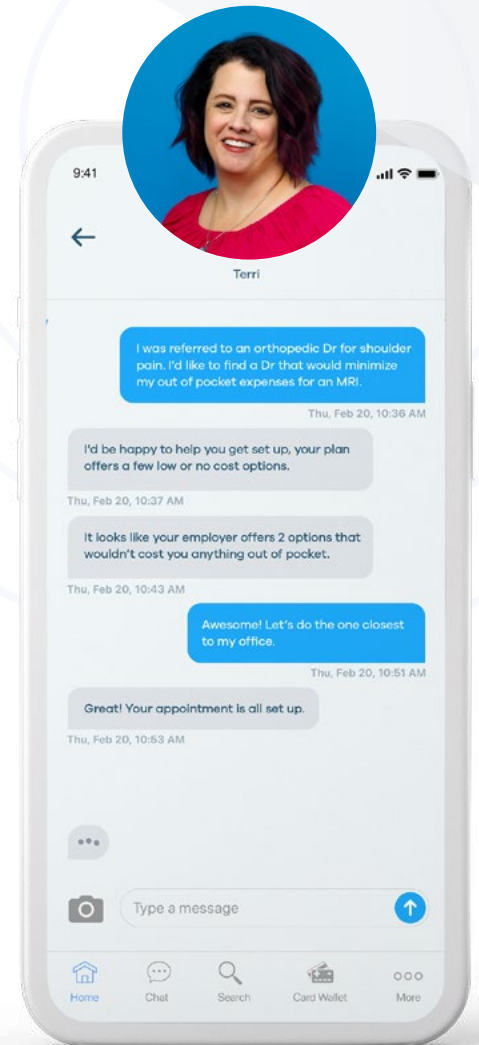 9:41
Terri
I was referred to an orthopedic Dr for shoulder
pain. I'd like to find a Dr that would minimize
my out of pocket expenses for an MRI.
Thu, Feb 20, 10:36 AM
I'd be happy to help you get set up, your plan
offers a few low or no cost options.
Thu, Feb 20, 10:37 AM
It looks like your employer offers 2 options that
wouldn't cost you anything out of pocket.
Thu, Feb 20, 10:43 AM
Awesome! Let's do the one closest
to my office.
Thu, Feb 20, 10:51 AM
Great! Your appointment is all set up.
Thu, Feb 20, 10:53 AM
Type a message
Home Chat Search Card Wallet More